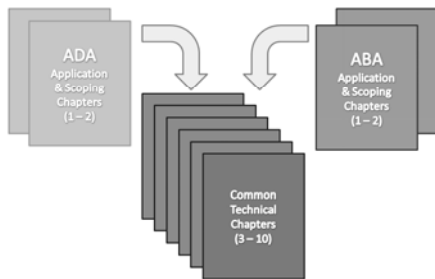 ADA
Application
& Scoping
Chapters
(1 – 2)
ABA
Application
& Scoping
Chapters
(1 – 2)
Common
Technical
Chapters
(3 – 10)